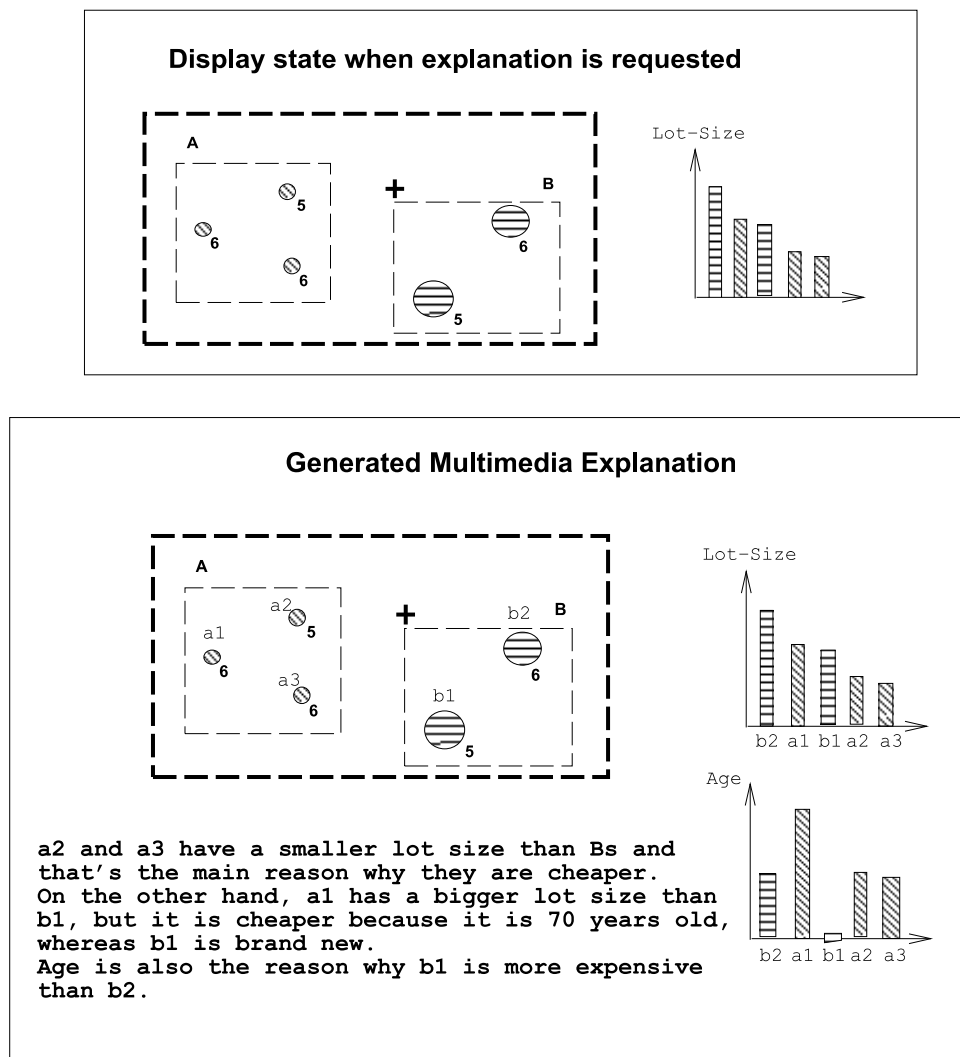 Display state when explanation is requested
A
B
5
6
6
6
5
Lot-Size
Generated Multimedia Explanation
A
B
a2
5
a1
6
a3
6
b2
6
b1
5
Lot-Size
b2 a1 b1 a2 a3
Age
b2 a1 b1 a2 a3
a2 and a3 have a smaller lot size than Bs and
that's the main reason why they are cheaper.
On the other hand, a1 has a bigger lot size than
b1, but it is cheaper because it is 70 years old,
whereas b1 is brand new.
Age is also the reason why b1 is more expensive
than b2.